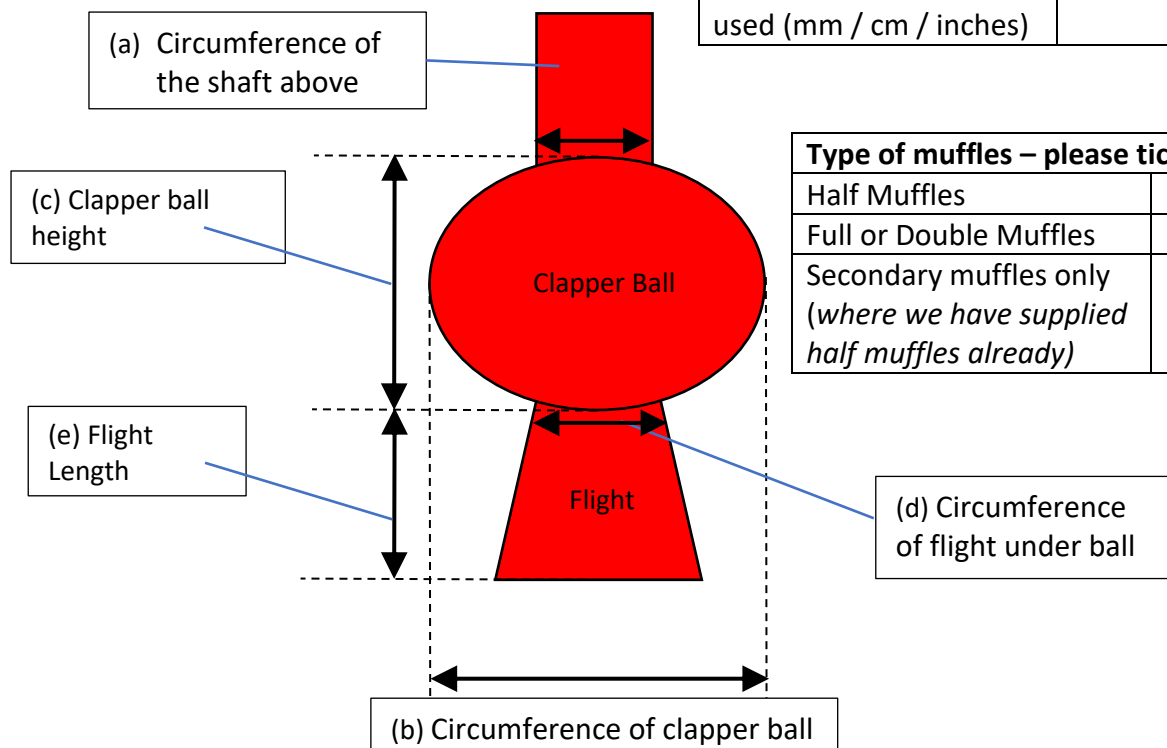 used (mm / cm / inches)
(a) Circumference of
the shaft above
Type of muffles – please tic
Half Muffles
Full or Double Muffles
Secondary muffles only
(where we have supplied
half muffles already)
(c) Clapper ball
height
Clapper Ball
(e) Flight
Length
Flight
(d) Circumference
of flight under ball
(b) Circumference of clapper ball